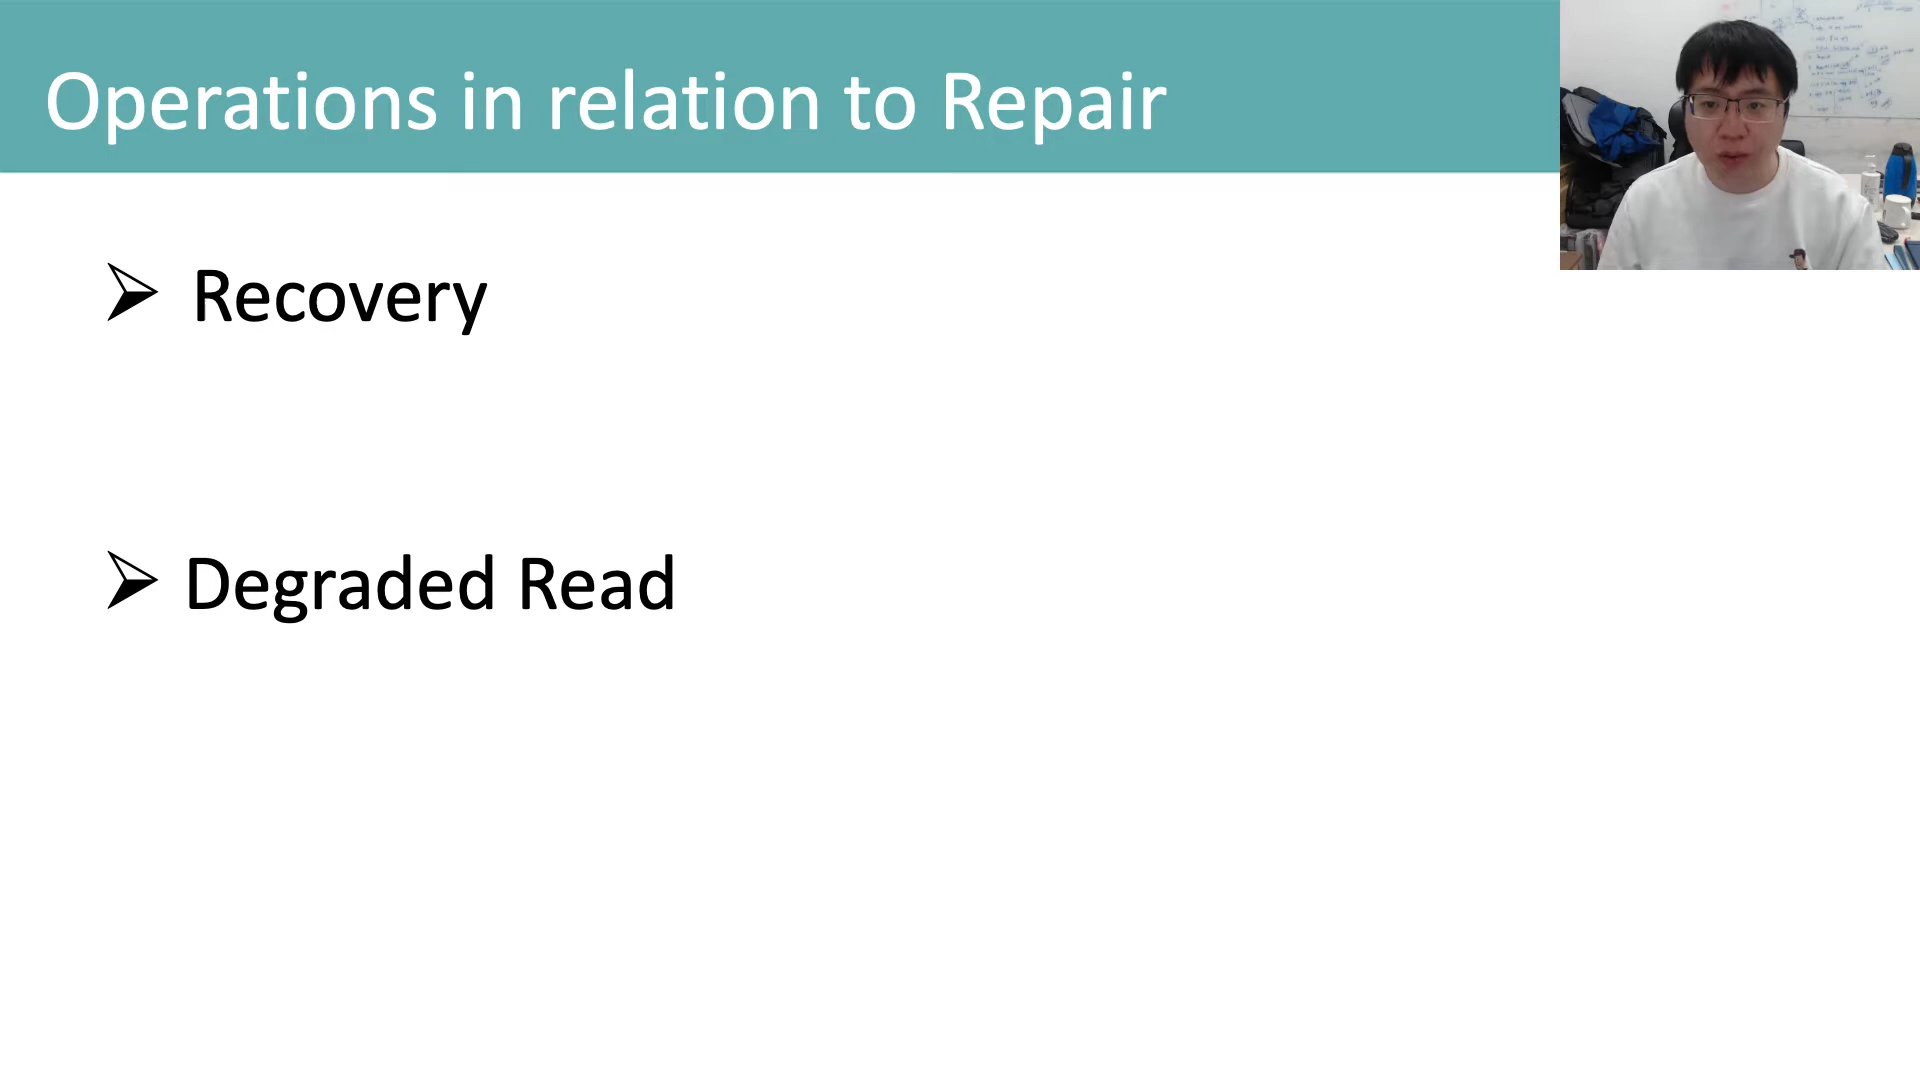 Operations in relation to Repair
Recovery
Degraded Read